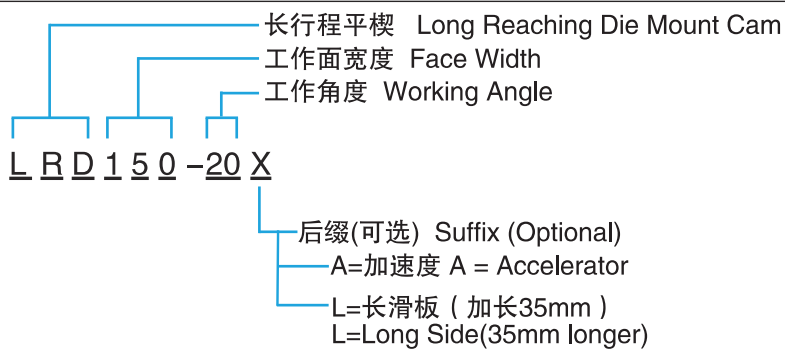 长行程平楔 Long Reaching Die Mount Cam
工作面宽度 Face Width
工作角度 Working Angle
LRD150-20X
后缀(可选) Suffix (Optional)
A=加速度 A = Accelerator
L=长滑板（加长35mm）
L=Long Side(35mm longer)